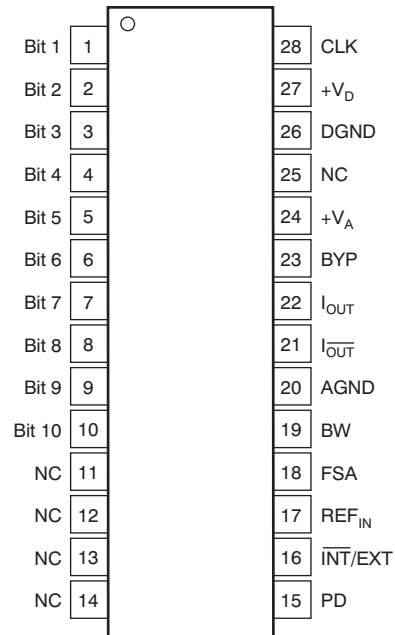 Bit 1 1 28 CLK
Bit 2 2 27 +V_D
Bit 3 3 26 DGND
Bit 4 4 25 NC
Bit 5 5 24 +V_A
Bit 6 6 23 BYP
Bit 7 7 22 I_OUT
Bit 8 8 21 I_O̅U̅T̅
Bit 9 9 20 AGND
Bit 10 10 19 BW
NC 11 18 FSA
NC 12 17 REF_IN
NC 13 16 I̅N̅T̅/EXT
NC 14 15 PD